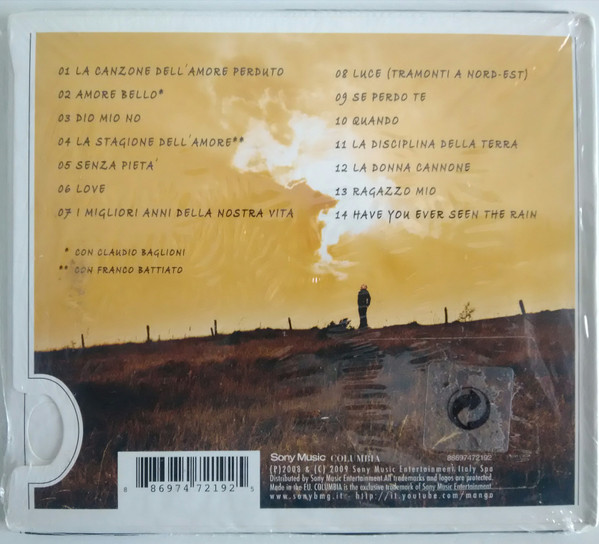 01 LA CANZONE DELL'AMORE PERDUTO
02 AMORE BELLO*
03 DIO MIO NO
04 LA STAGIONE DELL'AMORE**
05 SENZA PIETA'
06 LOVE
07 I MIGLIORI ANNI DELLA NOSTRA VITA
* CON CLAUDIO BAGLIONI
** CON FRANCO BATTIATO
08 LUCE (TRAMONTI A NORD-EST)
09 SE PERDO TE
10 QUANDO
11 LA DISCIPLINA DELLA TERRA
12 LA DONNA CANNONE
13 RAGAZZO MIO
14 HAVE YOU EVER SEEN THE RAIN
8 86974 72192 5
Sony Music COLUMBIA 88697472192
(P)2008 & (C) 2009 Sony Music Entertainment Italy Spa
Distributed by Sony Music Entertainment.All trademarks and logos are protected.
Made in the EU. COLUMBIA is the exclusive trademark of Sony Music Entertainment.
www.sonybmg.it - http://it.youtube.com/mango